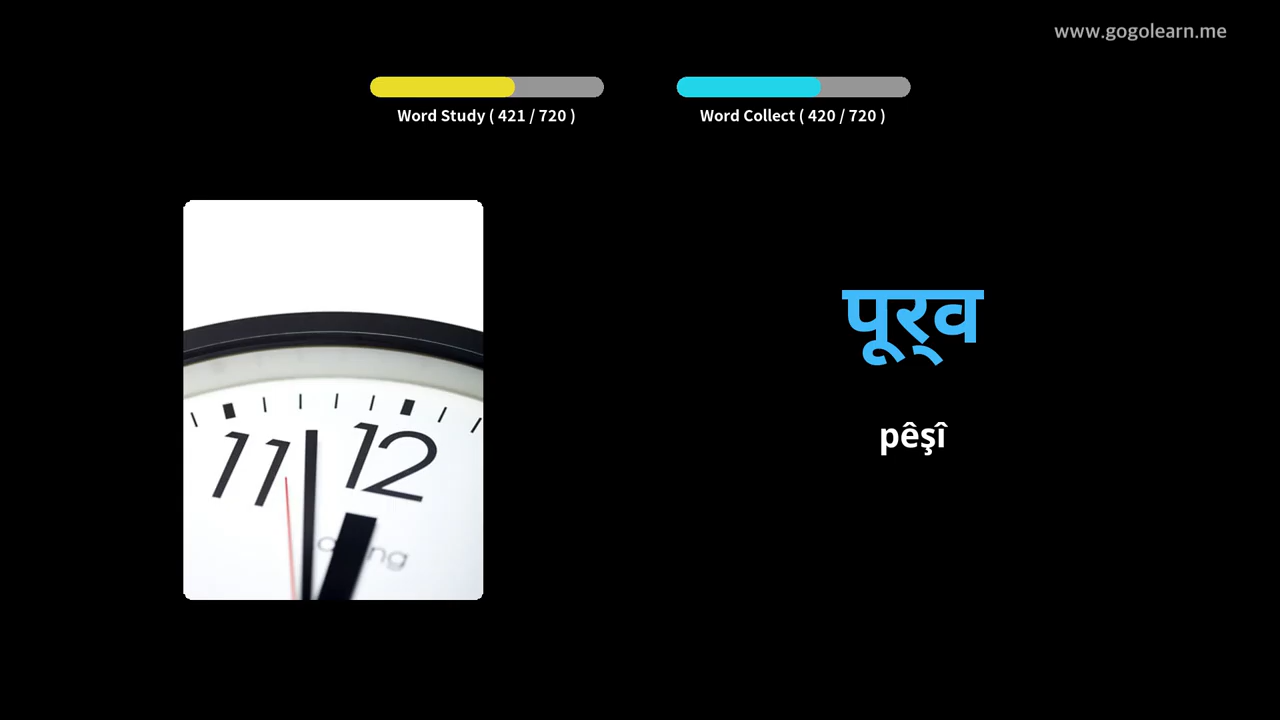 www.gogolearn.me
Word Study ( 421 / 720 )
Word Collect ( 420 / 720 )
11
12
पूर्‍व
pêşî